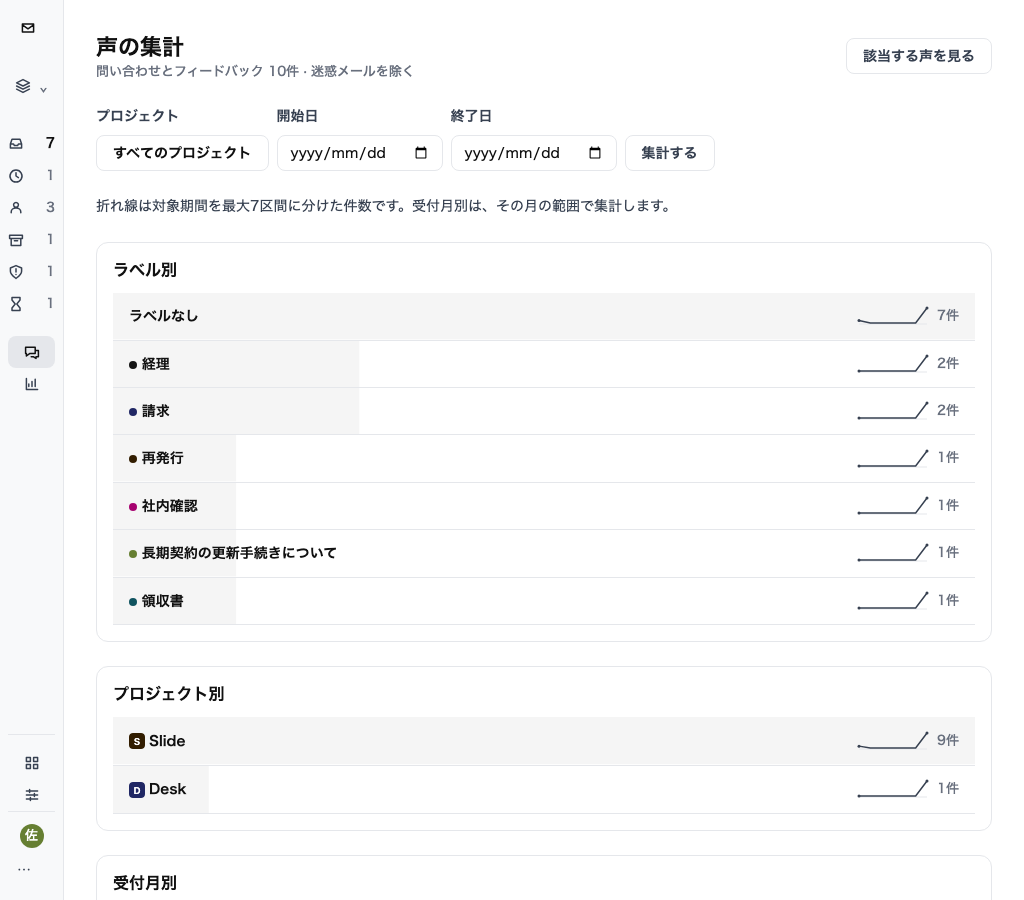 声の集計
問い合わせとフィードバック 10件 · 迷惑メールを除く
該当する声を見る
プロジェクト
開始日
終了日
すべてのプロジェクト
yyyy/mm/dd
yyyy/mm/dd
集計する
折れ線は対象期間を最大7区間に分けた件数です。受付月別は、その月の範囲で集計します。
7
1
3
1
1
1
ラベル別
ラベルなし 7件
経理 2件
請求 2件
再発行 1件
社内確認 1件
長期契約の更新手続きについて 1件
領収書 1件
プロジェクト別
S Slide 9件
D Desk 1件
受付月別
佐